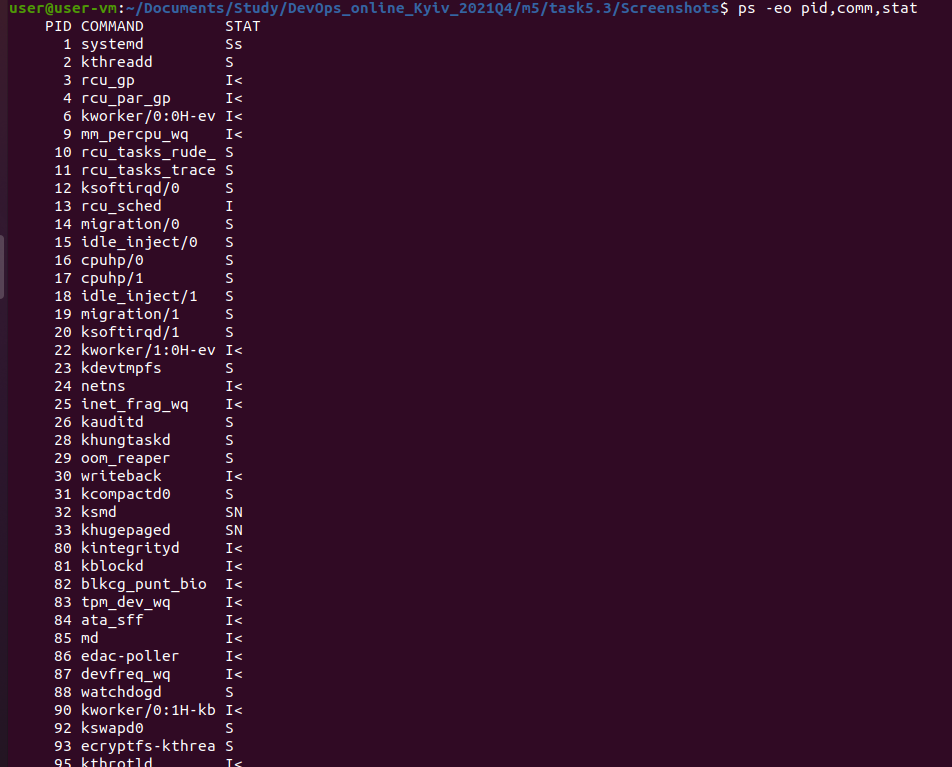 user@user-vm:~/Documents/Study/DevOps_online_Kyiv_2021Q4/m5/task5.3/Screenshots$ ps -eo pid,comm,stat
PID COMMAND STAT
1 systemd Ss
2 kthreadd S
3 rcu_gp I<
4 rcu_par_gp I<
6 kworker/0:0H-ev I<
9 mm_percpu_wq I<
10 rcu_tasks_rude_ S
11 rcu_tasks_trace S
12 ksoftirqd/0 S
13 rcu_sched I
14 migration/0 S
15 idle_inject/0 S
16 cpuhp/0 S
17 cpuhp/1 S
18 idle_inject/1 S
19 migration/1 S
20 ksoftirqd/1 S
22 kworker/1:0H-ev I<
23 kdevtmpfs S
24 netns I<
25 inet_frag_wq I<
26 kauditd S
28 khungtaskd S
29 oom_reaper S
30 writeback I<
31 kcompactd0 S
32 ksmd SN
33 khugepaged SN
80 kintegrityd I<
81 kblockd I<
82 blkcg_punt_bio I<
83 tpm_dev_wq I<
84 ata_sff I<
85 md I<
86 edac-poller I<
87 devfreq_wq I<
88 watchdogd S
90 kworker/0:1H-kb I<
92 kswapd0 S
93 ecryptfs-kthrea S
95 kthrotld I<